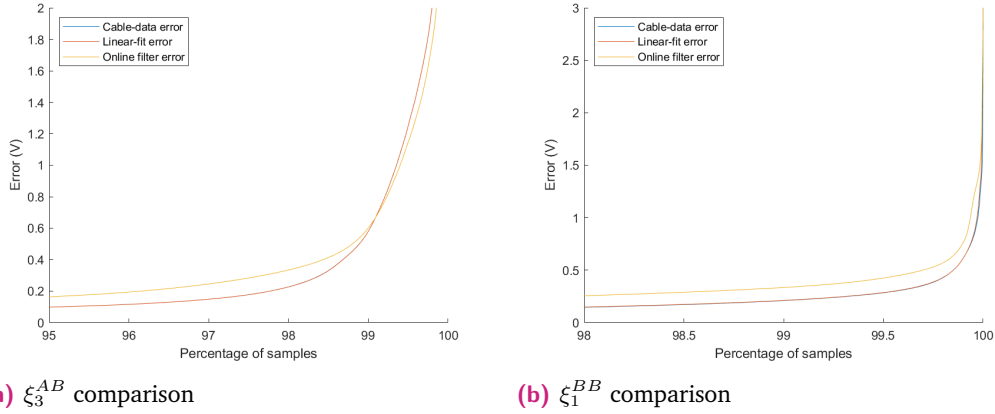 2
1.8
1.6
1.4
1.2
1
0.8
0.6
0.4
0.2
0
Error (V)
Cable-data error
Linear-fit error
Online filter error
95 96 97 98 99 100
Percentage of samples
) ξ₃^{AB} comparison
3
2.5
2
1.5
1
0.5
0
Error (V)
Cable-data error
Linear-fit error
Online filter error
98 98.5 99 99.5 100
Percentage of samples
(b) ξ₁^{BB} comparison